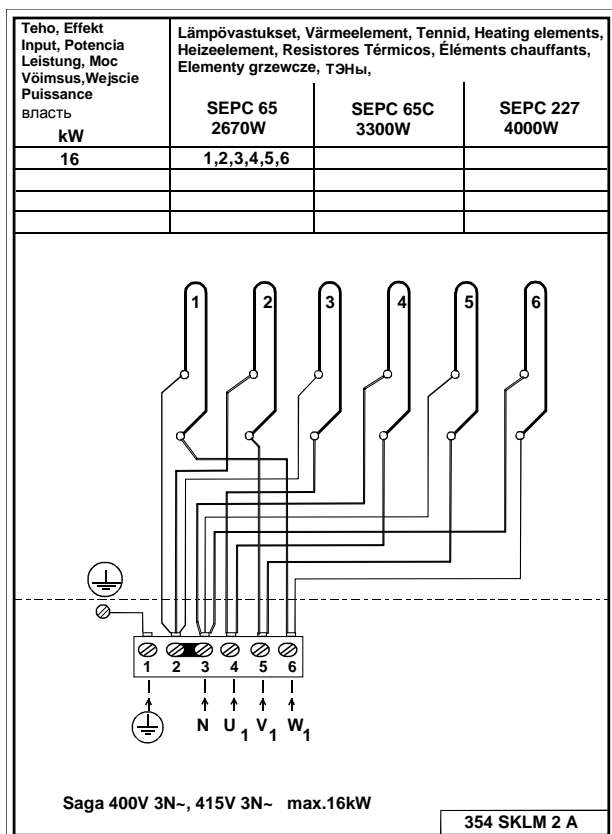 Teho, Effekt
Input, Potencia
Leistung, Moc
Vöimsus,Wejscie
Puissance
власть
kW
Lämpövastukset, Värmeelement, Tennid, Heating elements,
Heizeelement, Resistores Térmicos, Éléments chauffants,
Elementy grzewcze, ТЭНы,
SEPC 65
2670W
SEPC 65C
3300W
SEPC 227
4000W
16
1,2,3,4,5,6
1 2 3 4 5 6
1 2 3 4 5 6
N U1 V1 W1
Saga 400V 3N~, 415V 3N~ max.16kW
354 SKLM 2 A